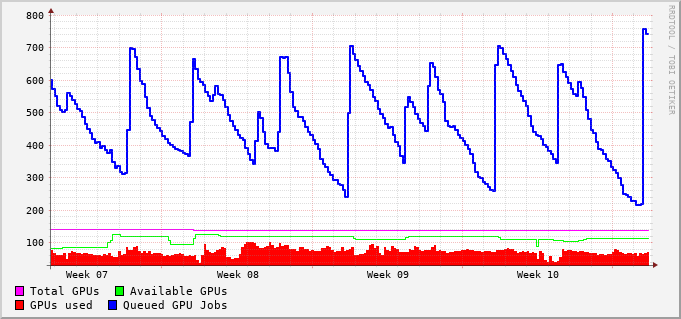 800
700
600
500
400
300
200
100
Week 07 Week 08 Week 09 Week 10
Total GPUs Available GPUs
GPUs used Queued GPU Jobs
RRDTOOL / TOBI OETIKER